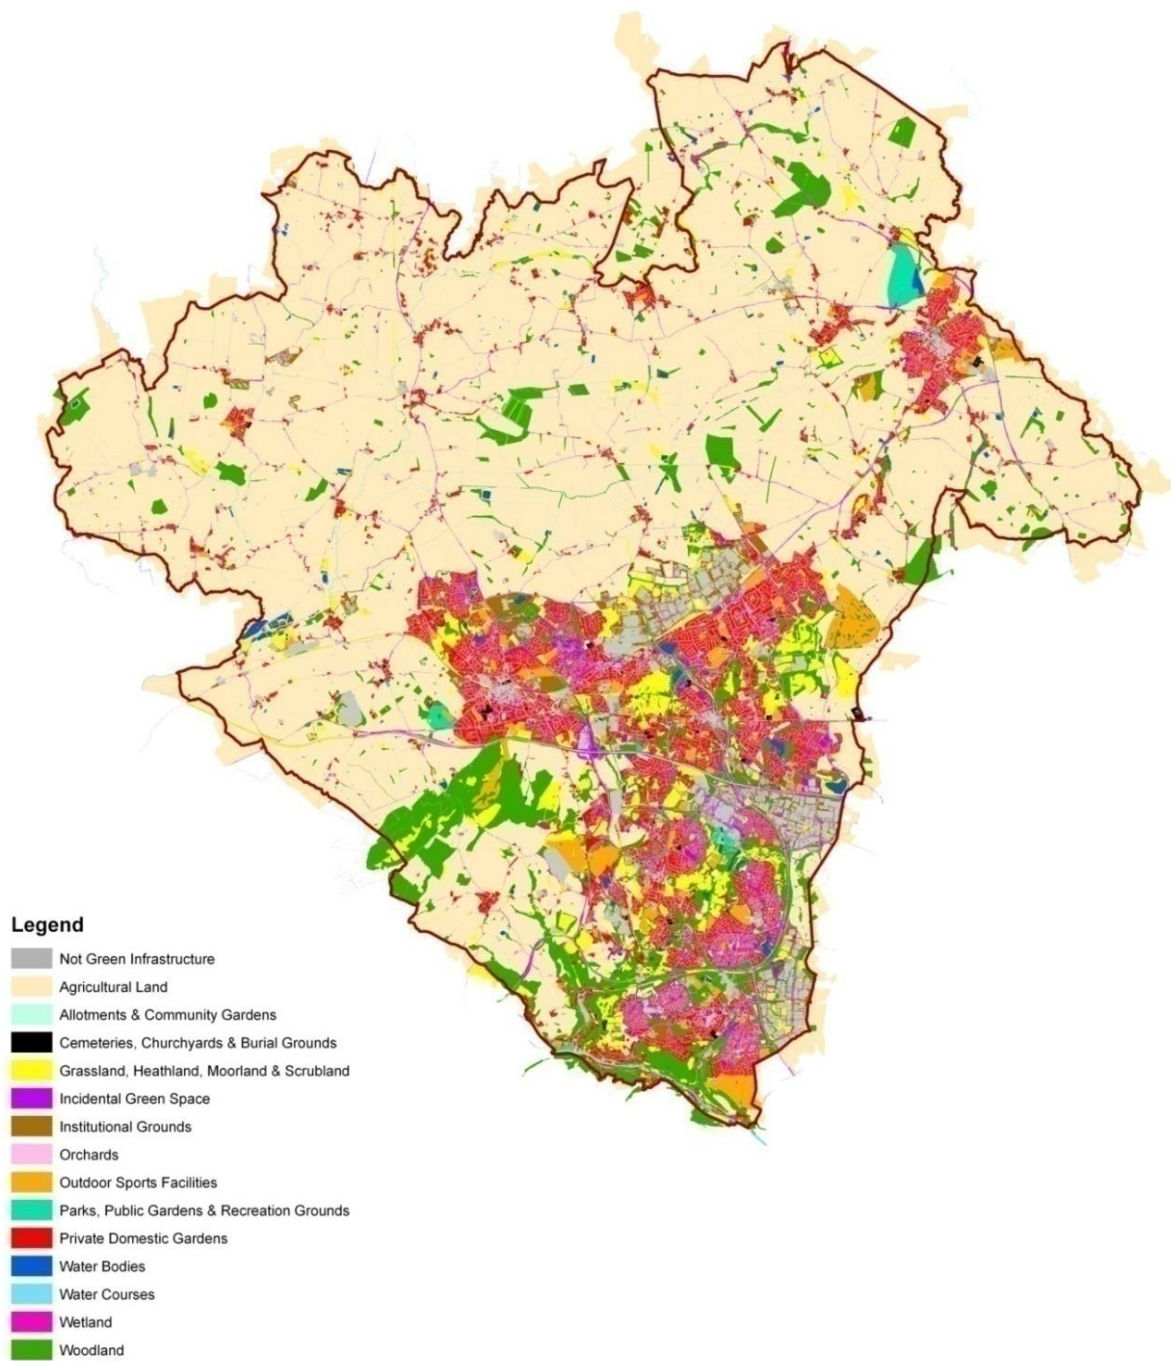 Legend
Not Green Infrastructure
Agricultural Land
Allotments & Community Gardens
Cemeteries, Churchyards & Burial Grounds
Grassland, Heathland, Moorland & Scrubland
Incidental Green Space
Institutional Grounds
Orchards
Outdoor Sports Facilities
Parks, Public Gardens & Recreation Grounds
Private Domestic Gardens
Water Bodies
Water Courses
Wetland
Woodland